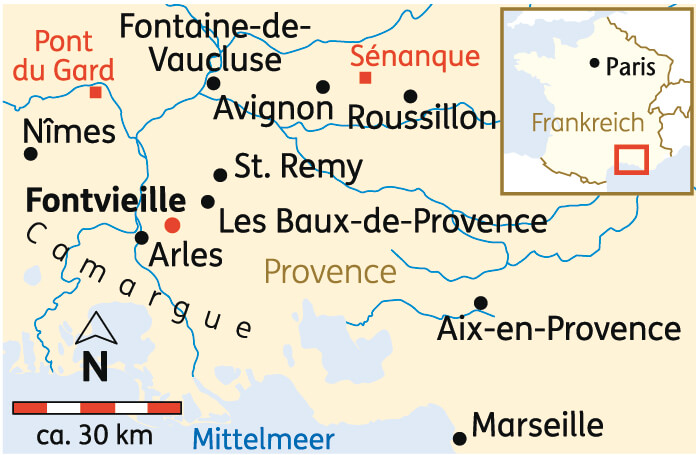 Fontaine-de-
Vaucluse
Pont
du Gard
Sénanque
Avignon
Roussillon
Nîmes
St. Remy
Fontvieille
Les Baux-de-Provence
Arles
Camargue
Provence
Aix-en-Provence
N
ca. 30 km
Mittelmeer
Marseille
Paris
Frankreich